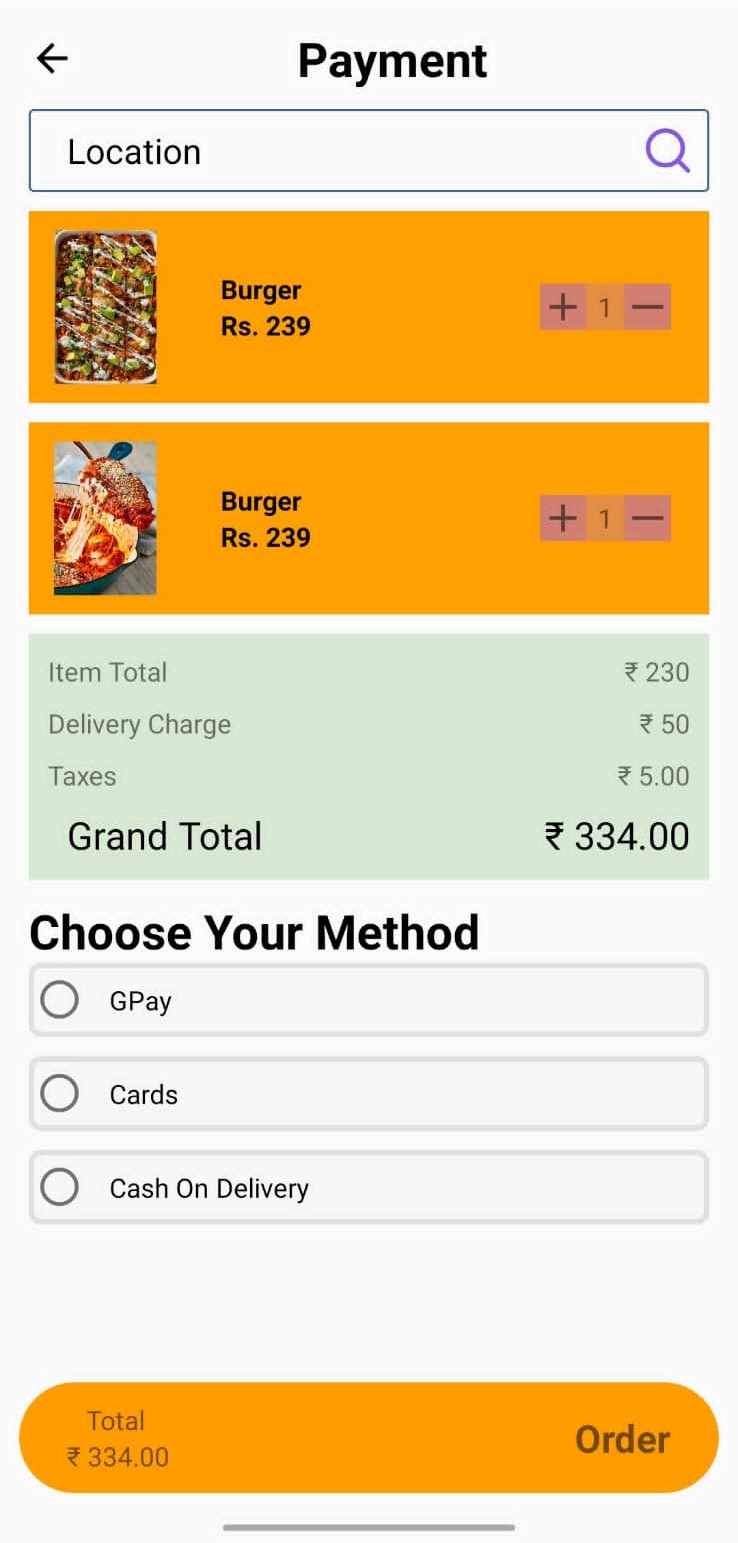 Payment
Location
Burger
Rs. 239
1
Burger
Rs. 239
1
Item Total ₹ 230
Delivery Charge ₹ 50
Taxes ₹ 5.00
Grand Total ₹ 334.00
Choose Your Method
GPay
Cards
Cash On Delivery
Total
₹ 334.00
Order